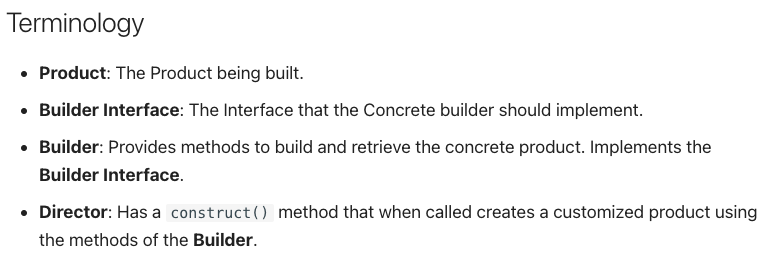 Terminology
• Product: The Product being built.
• Builder Interface: The Interface that the Concrete builder should implement.
• Builder: Provides methods to build and retrieve the concrete product. Implements the
Builder Interface.
• Director: Has a construct() method that when called creates a customized product using
the methods of the Builder.